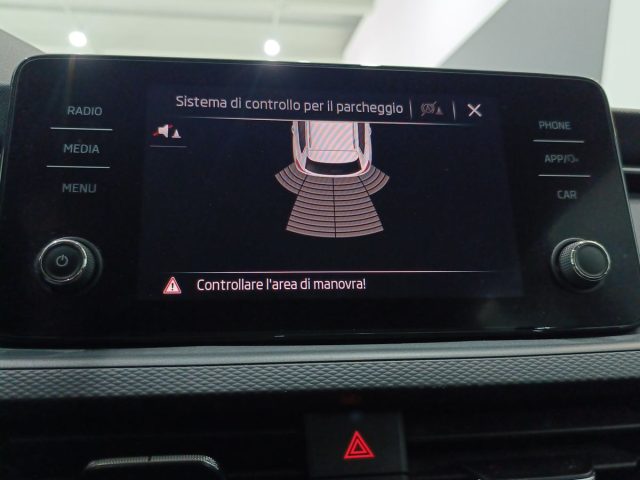 Sistema di controllo per il parcheggio
RADIO
MEDIA
MENU
PHONE
APP/
CAR
Controllare l'area di manovra!